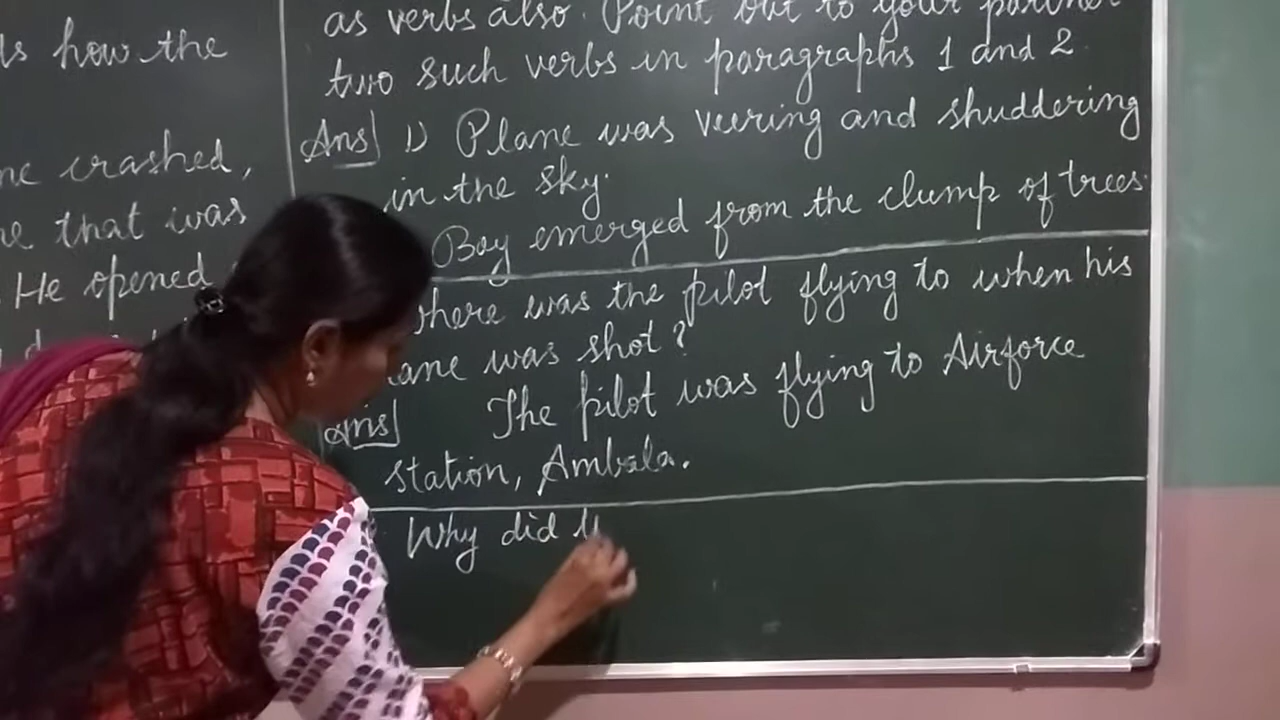 ls how the
ne crashed,
ne that was
He opened
as verbs also. Point out to your partner
two such verbs in paragraphs 1 and 2.
Ans 1) Plane was veering and shuddering
in the sky.
Boy emerged from the clump of trees.
where was the pilot flying to when his
lane was shot?
Ans The pilot was flying to Airforce
station, Ambala.
Why did